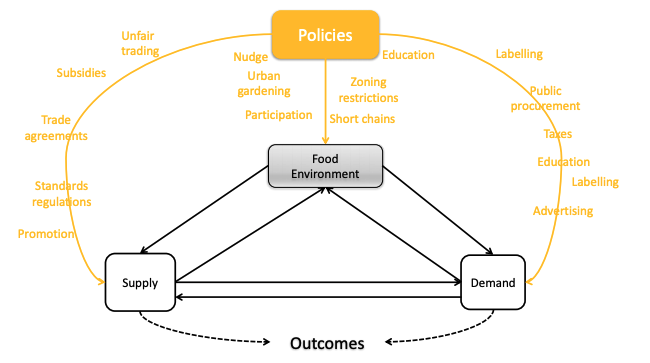 Policies
Unfair
trading
Nudge
Education
Labelling
Subsidies
Urban
gardening
Zoning
restrictions
Public
procurement
Trade
agreements
Participation
Short chains
Taxes
Food
Environment
Education
Labelling
Standards
regulations
Advertising
Promotion
Supply
Demand
Outcomes